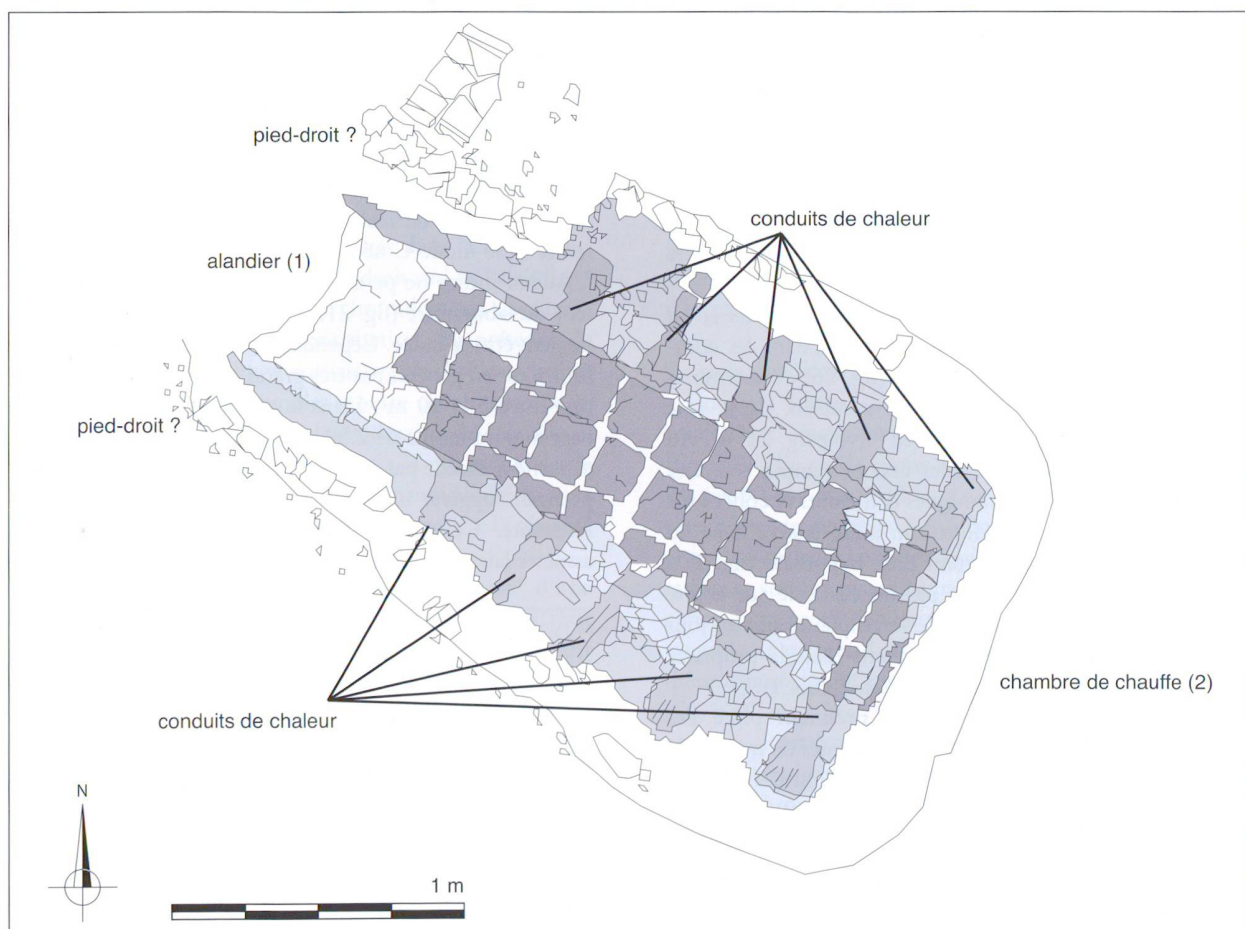 pied-droit ?
conduits de chaleur
alandier (1)
pied-droit ?
chambre de chauffe (2)
conduits de chaleur
N
1 m